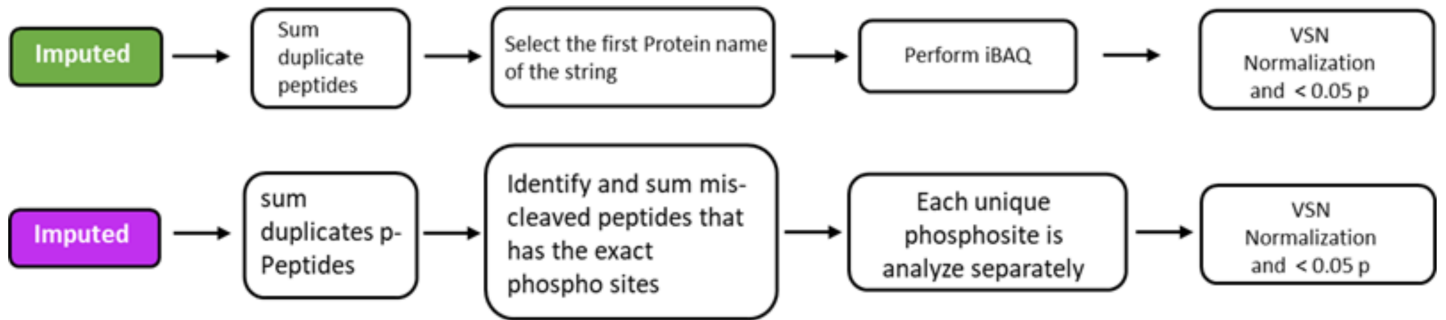 Imputed
Sum
duplicate
peptides
Select the first Protein name
of the string
Perform iBAQ
VSN
Normalization
and < 0.05 p
Imputed
sum
duplicates p-
Peptides
Identify and sum mis-
cleaved peptides that
has the exact
phospho sites
Each unique
phosphosite is
analyze separately
VSN
Normalization
and < 0.05 p